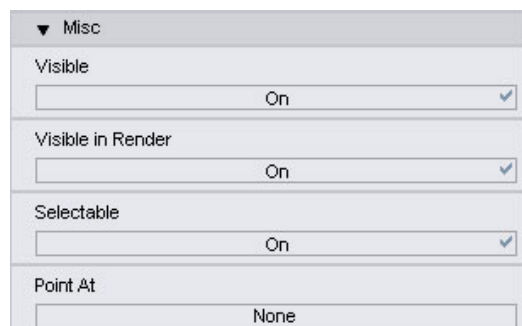 Misc
Visible
On
Visible in Render
On
Selectable
On
Point At
None